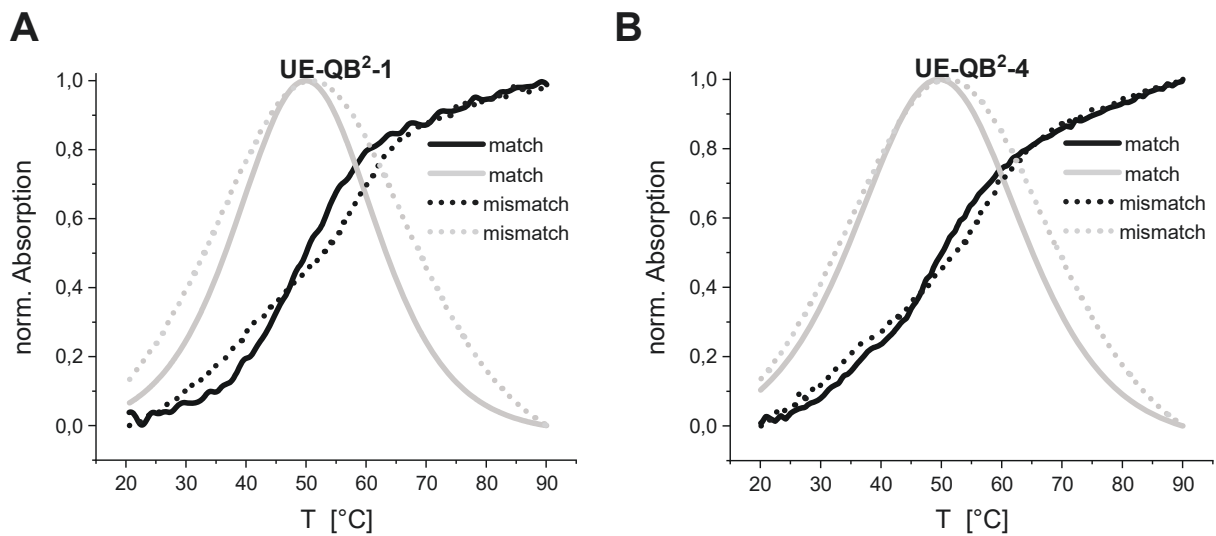 A
UE-QB²-1
norm. Absorption
1,0
0,8
0,6
0,4
0,2
0,0
match
match
mismatch
mismatch
20 30 40 50 60 70 80 90
T [°C]
B
UE-QB²-4
norm. Absorption
1,0
0,8
0,6
0,4
0,2
0,0
match
match
mismatch
mismatch
20 30 40 50 60 70 80 90
T [°C]